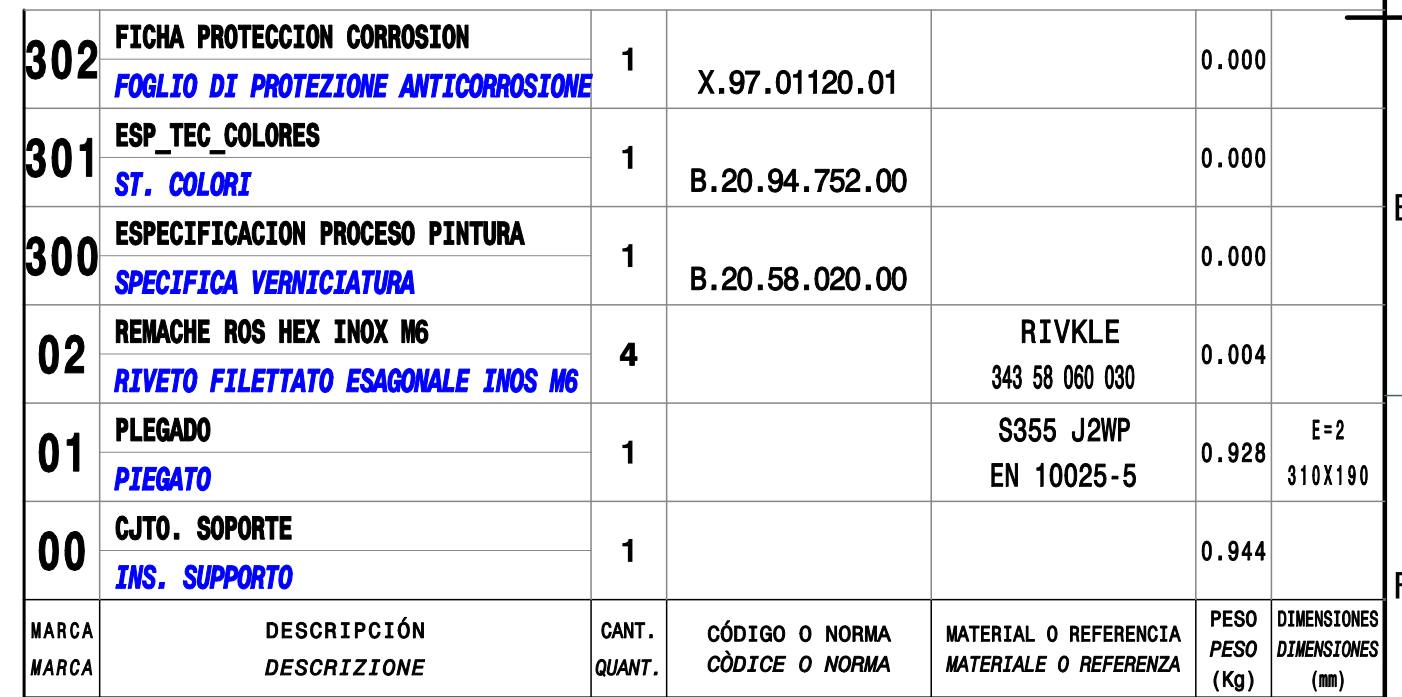 302
FICHA PROTECCION CORROSION
FOGLIO DI PROTEZIONE ANTICORROSIONE
1
X.97.01120.01
0.000
301
ESP_TEC_COLORES
ST. COLORI
1
B.20.94.752.00
0.000
300
ESPECIFICACION PROCESO PINTURA
SPECIFICA VERNICIATURA
1
B.20.58.020.00
0.000
02
REMACHE ROS HEX INOX M6
RIVETO FILETTATO ESAGONALE INOS M6
4
RIVKLE
343 58 060 030
0.004
01
PLEGADO
PIEGATO
1
S355 J2WP
EN 10025-5
0.928
E=2
310X190
00
CJTO. SOPORTE
INS. SUPPORTO
1
0.944
MARCA
MARCA
DESCRIPCIÓN
DESCRIZIONE
CANT.
QUANT.
CÓDIGO O NORMA
CÒDICE O NORMA
MATERIAL O REFERENCIA
MATERIALE O REFERENZA
PESO
PESO
(Kg)
DIMENSIONES
DIMENSIONES
(mm)